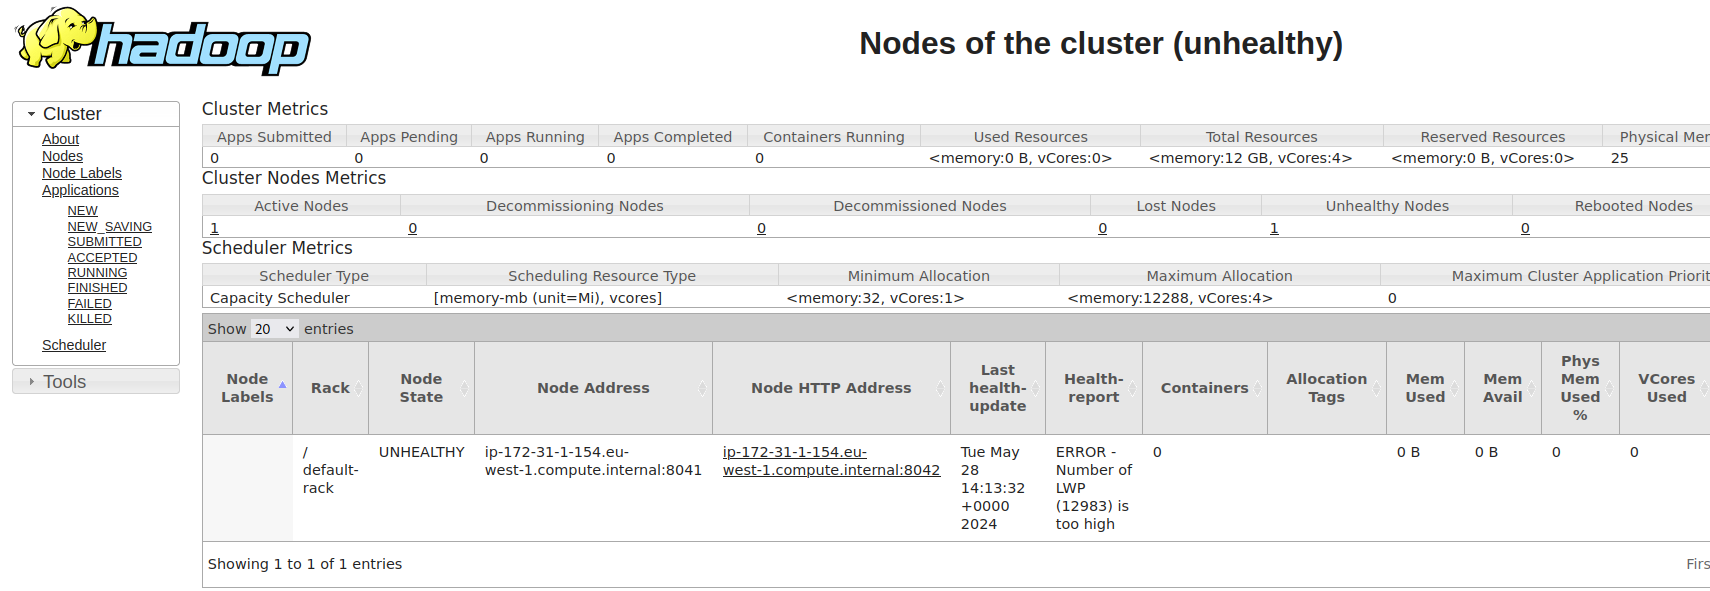 hadoop
Nodes of the cluster (unhealthy)
Cluster
About
Nodes
Node Labels
Applications
NEW
NEW_SAVING
SUBMITTED
ACCEPTED
RUNNING
FINISHED
FAILED
KILLED
Scheduler
Tools
Cluster Metrics
Apps Submitted Apps Pending Apps Running Apps Completed Containers Running Used Resources Total Resources Reserved Resources Physical Mer
0 0 0 0 0 <memory:0 B, vCores:0> <memory:12 GB, vCores:4> <memory:0 B, vCores:0> 25
Cluster Nodes Metrics
Active Nodes Decommissioning Nodes Decommissioned Nodes Lost Nodes Unhealthy Nodes Rebooted Nodes
1 0 0 0 1 0
Scheduler Metrics
Scheduler Type Scheduling Resource Type Minimum Allocation Maximum Allocation Maximum Cluster Application Priorit
Capacity Scheduler [memory-mb (unit=Mi), vcores] <memory:32, vCores:1> <memory:12288, vCores:4> 0
Show 20 entries
Node
Labels
Rack
Node
State
Node Address
Node HTTP Address
Last
health-
update
Health-
report
Containers
Allocation
Tags
Mem
Used
Mem
Avail
Phys
Mem
Used
%
VCores
Used
/
default-
rack
UNHEALTHY
ip-172-31-1-154.eu-
west-1.compute.internal:8041
ip-172-31-1-154.eu-
west-1.compute.internal:8042
Tue May
28
14:13:32
+0000
2024
ERROR -
Number of
LWP
(12983) is
too high
0
0 B
0 B
0
0
Showing 1 to 1 of 1 entries
Firs